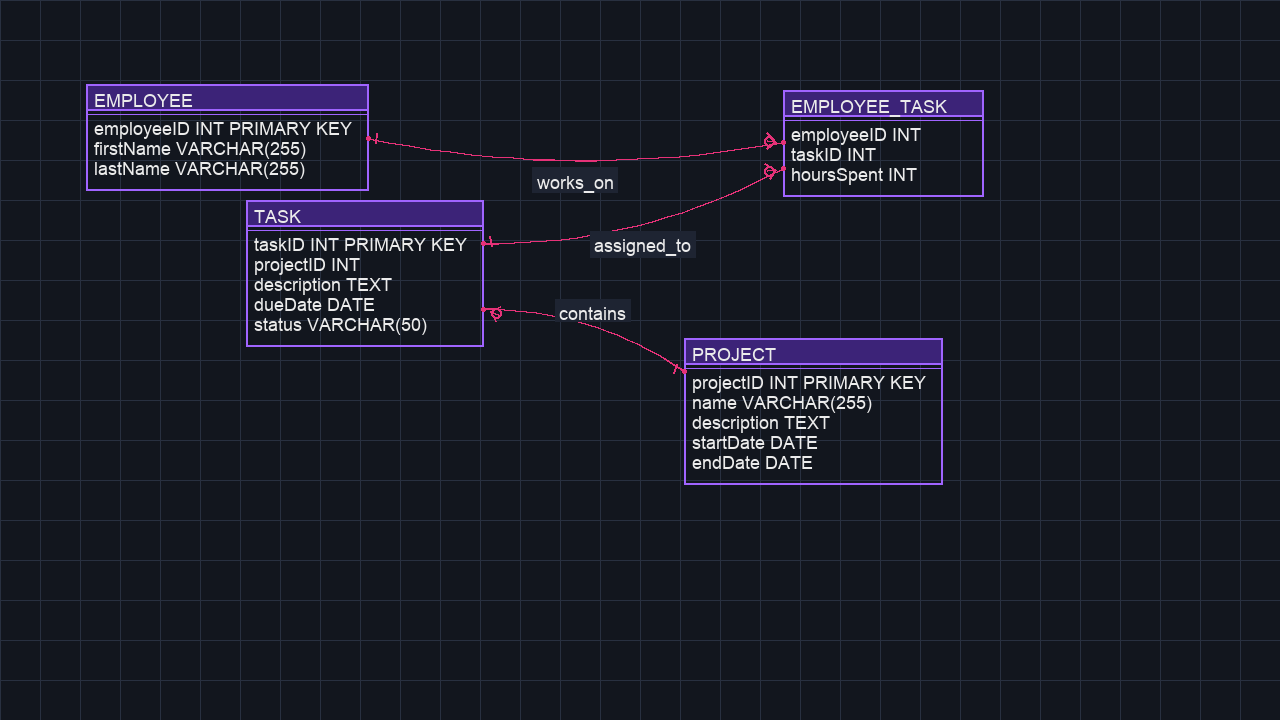 EMPLOYEE
employeeID INT PRIMARY KEY
firstName VARCHAR(255)
lastName VARCHAR(255)
EMPLOYEE_TASK
employeeID INT
taskID INT
hoursSpent INT
works_on
TASK
taskID INT PRIMARY KEY
projectID INT
description TEXT
dueDate DATE
status VARCHAR(50)
assigned_to
contains
PROJECT
projectID INT PRIMARY KEY
name VARCHAR(255)
description TEXT
startDate DATE
endDate DATE